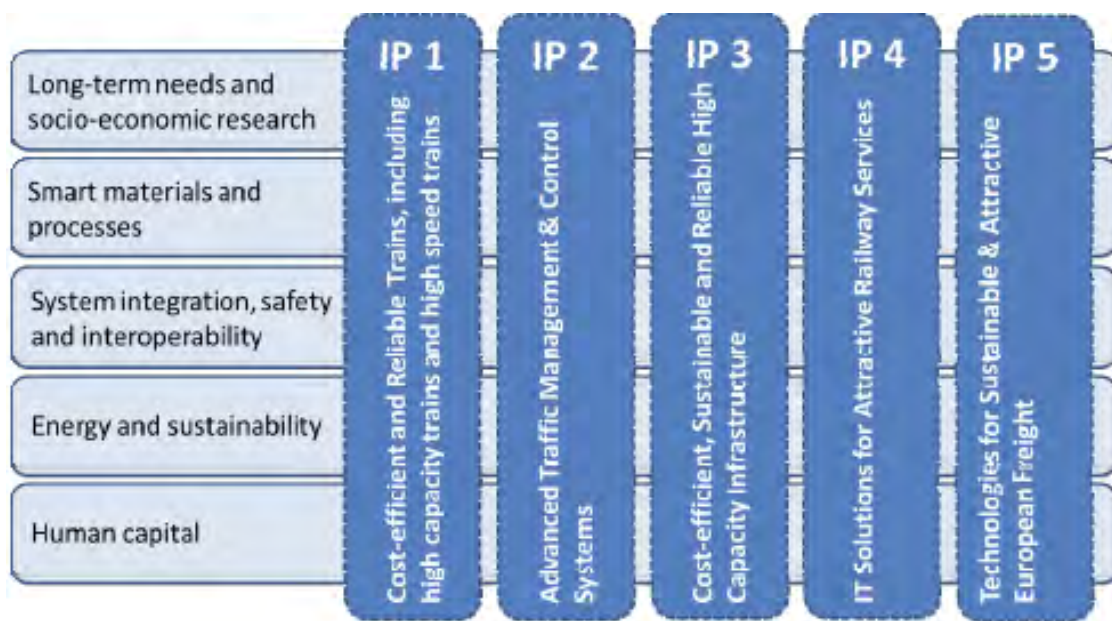 Long-term needs and
socio-economic research
Smart materials and
processes
System integration, safety
and interoperability
Energy and sustainability
Human capital
IP 1
Cost-efficient and Reliable Trains, including
high capacity trains and high speed trains
IP 2
Advanced Traffic Management & Control
Systems
IP 3
Cost-efficient, Sustainable and Reliable High
Capacity Infrastructure
IP 4
IT Solutions for Attractive Railway Services
IP 5
Technologies for Sustainable & Attractive
European Freight